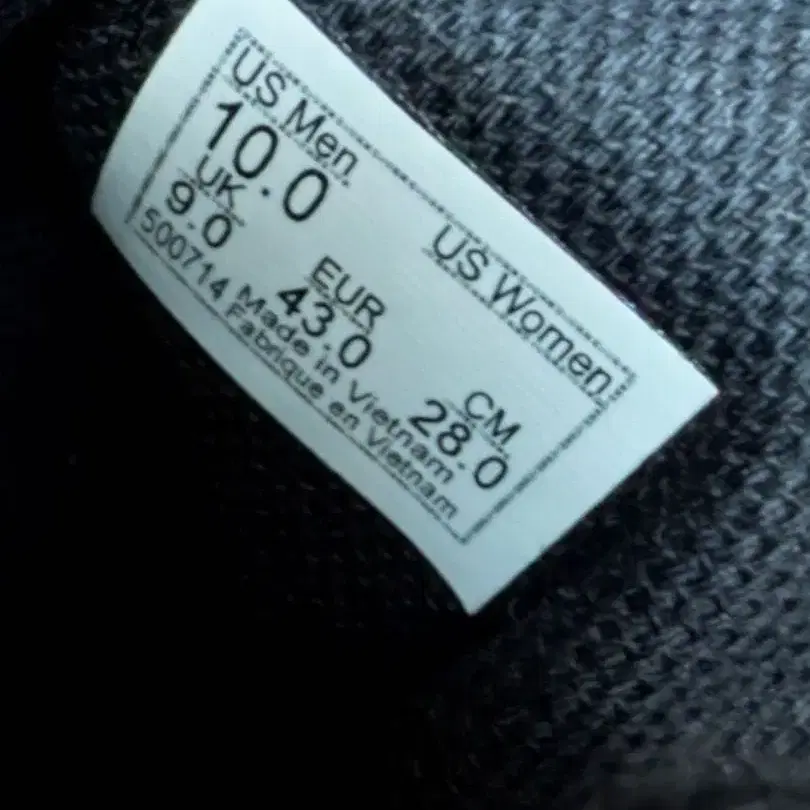 US Men US Women
10.0
UK EUR CM
9.0 43.0 28.0
500714 Made in Vietnam
Fabrique en Vietnam